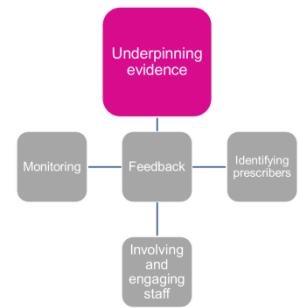 Underpinning
evidence
Monitoring
Feedback
Identifying
prescribers
Involving
and
engaging
staff